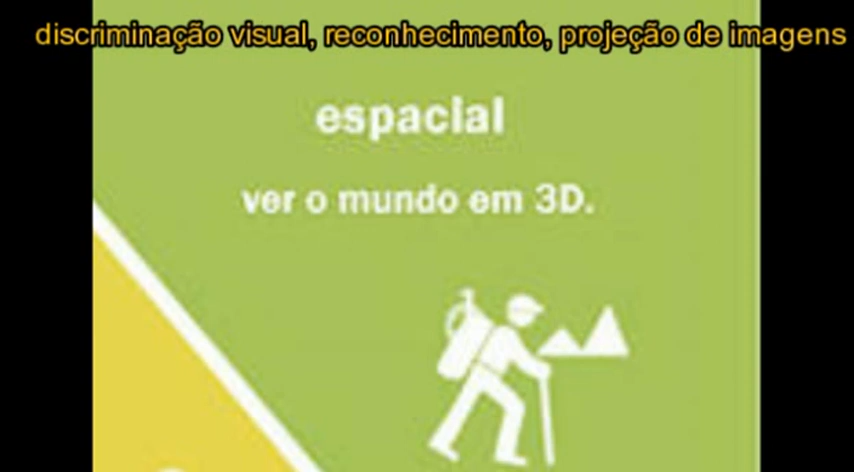 discriminação visual, reconhecimento, projeção de imagens
espacial
ver o mundo em 3D.